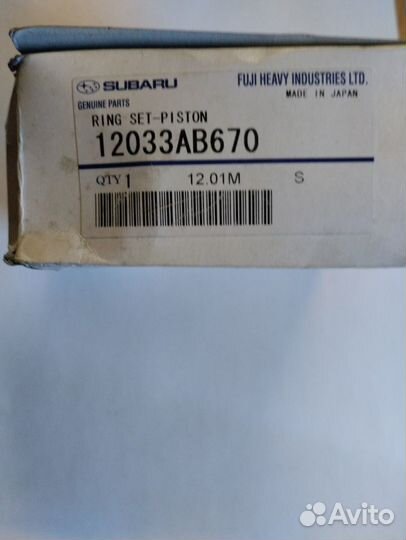 SUBARU FUJI HEAVY INDUSTRIES LTD.
GENUINE PARTS MADE IN JAPAN
RING SET-PISTON
12033AB670
QTY 1 12.01M S
Avito